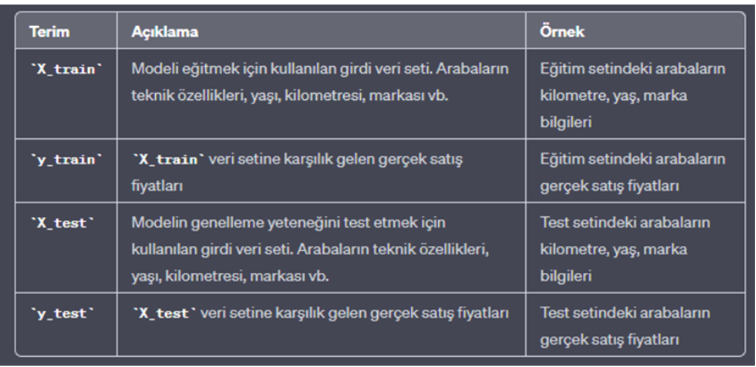 Terim Açıklama Örnek
`X_train` Modeli eğitmek için kullanılan girdi veri seti. Arabaların Eğitim setindeki arabaların
teknik özellikleri, yaşı, kilometresi, markası vb. kilometre, yaş, marka
bilgileri
`y_train` `X_train` veri setine karşılık gelen gerçek satış Eğitim setindeki arabaların
fiyatları gerçek satış fiyatları
`X_test` Modelin genelleme yeteneğini test etmek için Test setindeki arabaların
kullanılan girdi veri seti. Arabaların teknik özellikleri, kilometre, yaş, marka
yaşı, kilometresi, markası vb. bilgileri
`y_test` `X_test` veri setine karşılık gelen gerçek satış fiyatları Test setindeki arabaların
gerçek satış fiyatları